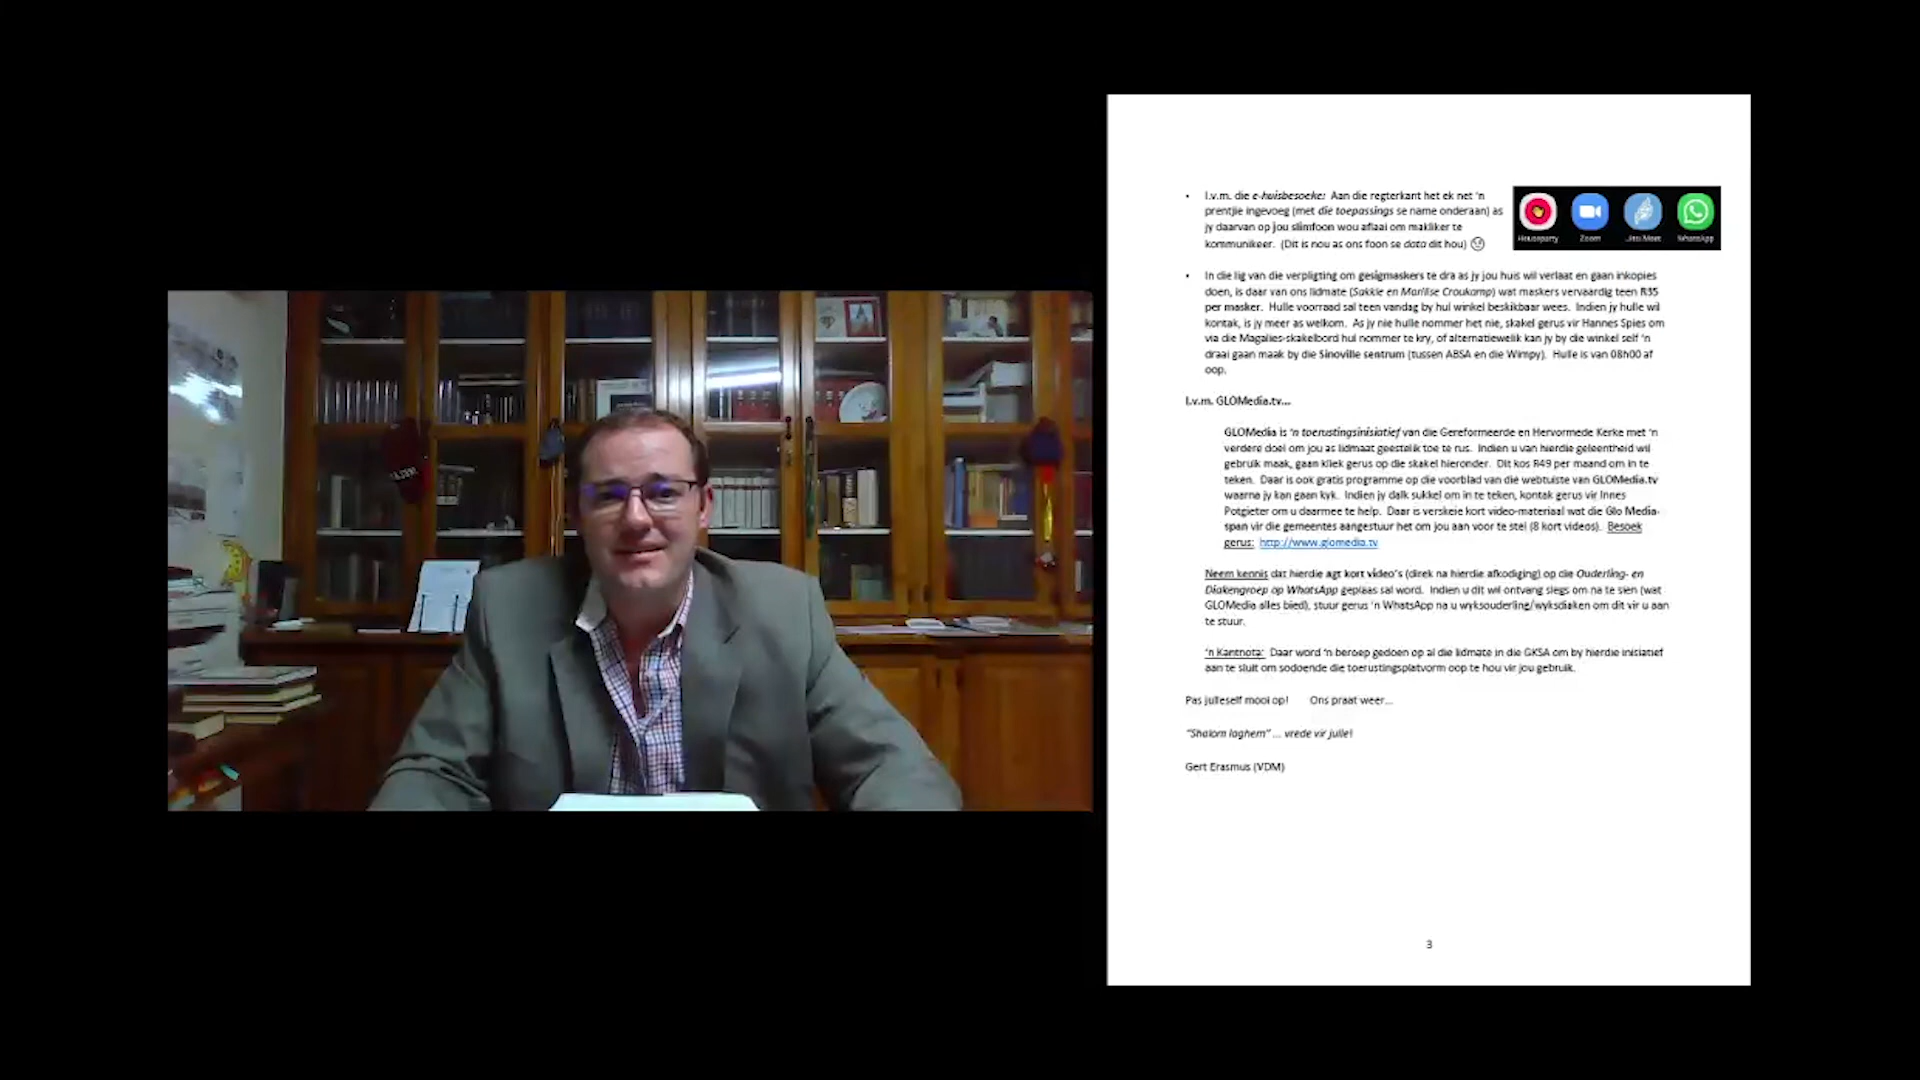 • I.v.m. die e-huisbesoeke: Aan die regterkant het ek net 'n
prentjie ingevoeg (met die toepassings se name onderaan) as
jy daarvan op jou slimfoon wou aflaai om makliker te
kommunikeer. (Dit is nou as ons foon se data dit hou)
Houseparty Zoom Jitsi Meet WhatsApp
• In die lig van die verpligting om gesigmaskers te dra as jy jou huis wil verlaat en gaan inkopies
doen, is daar van ons lidmate (Sakkie en Marilise Croukamp) wat maskers vervaardig teen R35
per masker. Hulle voorraad sal teen vandag by hul winkel beskikbaar wees. Indien jy hulle wil
kontak, is jy meer as welkom. As jy nie hulle nommer het nie, skakel gerus vir Hannes Spies om
via die Magalies-skakelbord hul nommer te kry, of alternatiewelik kan jy by die winkel self 'n
draai gaan maak by die Sinoville sentrum (tussen ABSA en die Wimpy). Hulle is van 08h00 af
oop.
I.v.m. GLOMedia.tv...
GLOMedia is 'n toerustingsinisiatief van die Gereformeerde en Hervormede Kerke met 'n
verdere doel om jou as lidmaat geestelik toe te rus. Indien u van hierdie geleentheid wil
gebruik maak, gaan kliek gerus op die skakel hieronder. Dit kos R49 per maand om in te
teken. Daar is ook gratis programme op die voorblad van die webtuiste van GLOMedia.tv
waarna jy kan gaan kyk. Indien jy dalk sukkel om in te teken, kontak gerus vir Innes
Potgieter om u daarmee te help. Daar is verskeie kort video-materiaal wat die Glo Media-
span vir die gemeentes aangestuur het om jou aan voor te stel (8 kort videos). Besoek
gerus: http://www.glomedia.tv
Neem kennis dat hierdie agt kort video's (direk na hierdie afkondiging) op die Ouderling- en
Diakengroep op WhatsApp geplaas sal word. Indien u dit wil ontvang slegs om na te sien (wat
GLOMedia alles bied), stuur gerus 'n WhatsApp na u wyksouderling/wyksdiaken om dit vir u aan
te stuur.
'n Kantnota: Daar word 'n beroep gedoen op al die lidmate in die GKSA om by hierdie inisiatief
aan te sluit om sodoende die toerustingsplatvorm oop te hou vir jou gebruik.
Pas julleself mooi op! Ons praat weer...
"Shalom laghem" ... vrede vir julle!
Gert Erasmus (VDM)
3